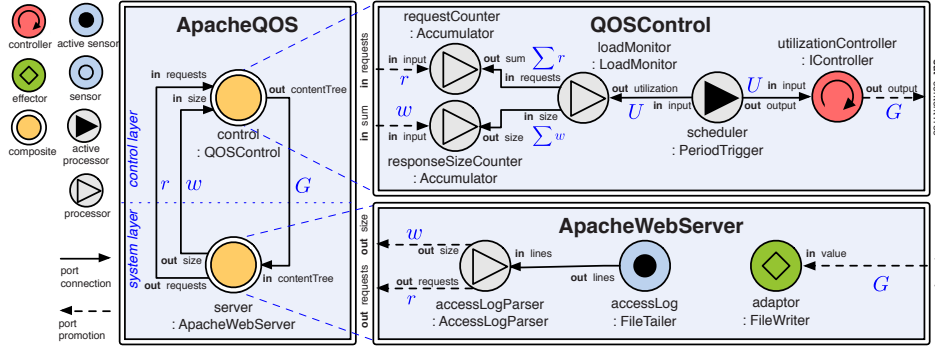 controller
active sensor
effector
sensor
composite
active
processor
processor
port
connection
port
promotion
ApacheQOS
control layer
system layer
in requests
in size
out contentTree
control
: QOSControl
r
w
G
out size
out requests
in contentTree
server
: ApacheWebServer
QOSControl
in requests
in sum
requestCounter
: Accumulator
in input
r
out sum
∑ r
in requests
w
in input
in size
out size
∑ w
responseSizeCounter
: Accumulator
loadMonitor
: LoadMonitor
out utilization
U
in input
scheduler
: PeriodTrigger
U
in input
out output
utilizationController
: IController
out output
G
ApacheWebServer
out size
out requests
w
out size
out requests
r
accessLogParser
: AccessLogParser
in lines
out lines
accessLog
: FileTailer
adaptor
: FileWriter
in value
G